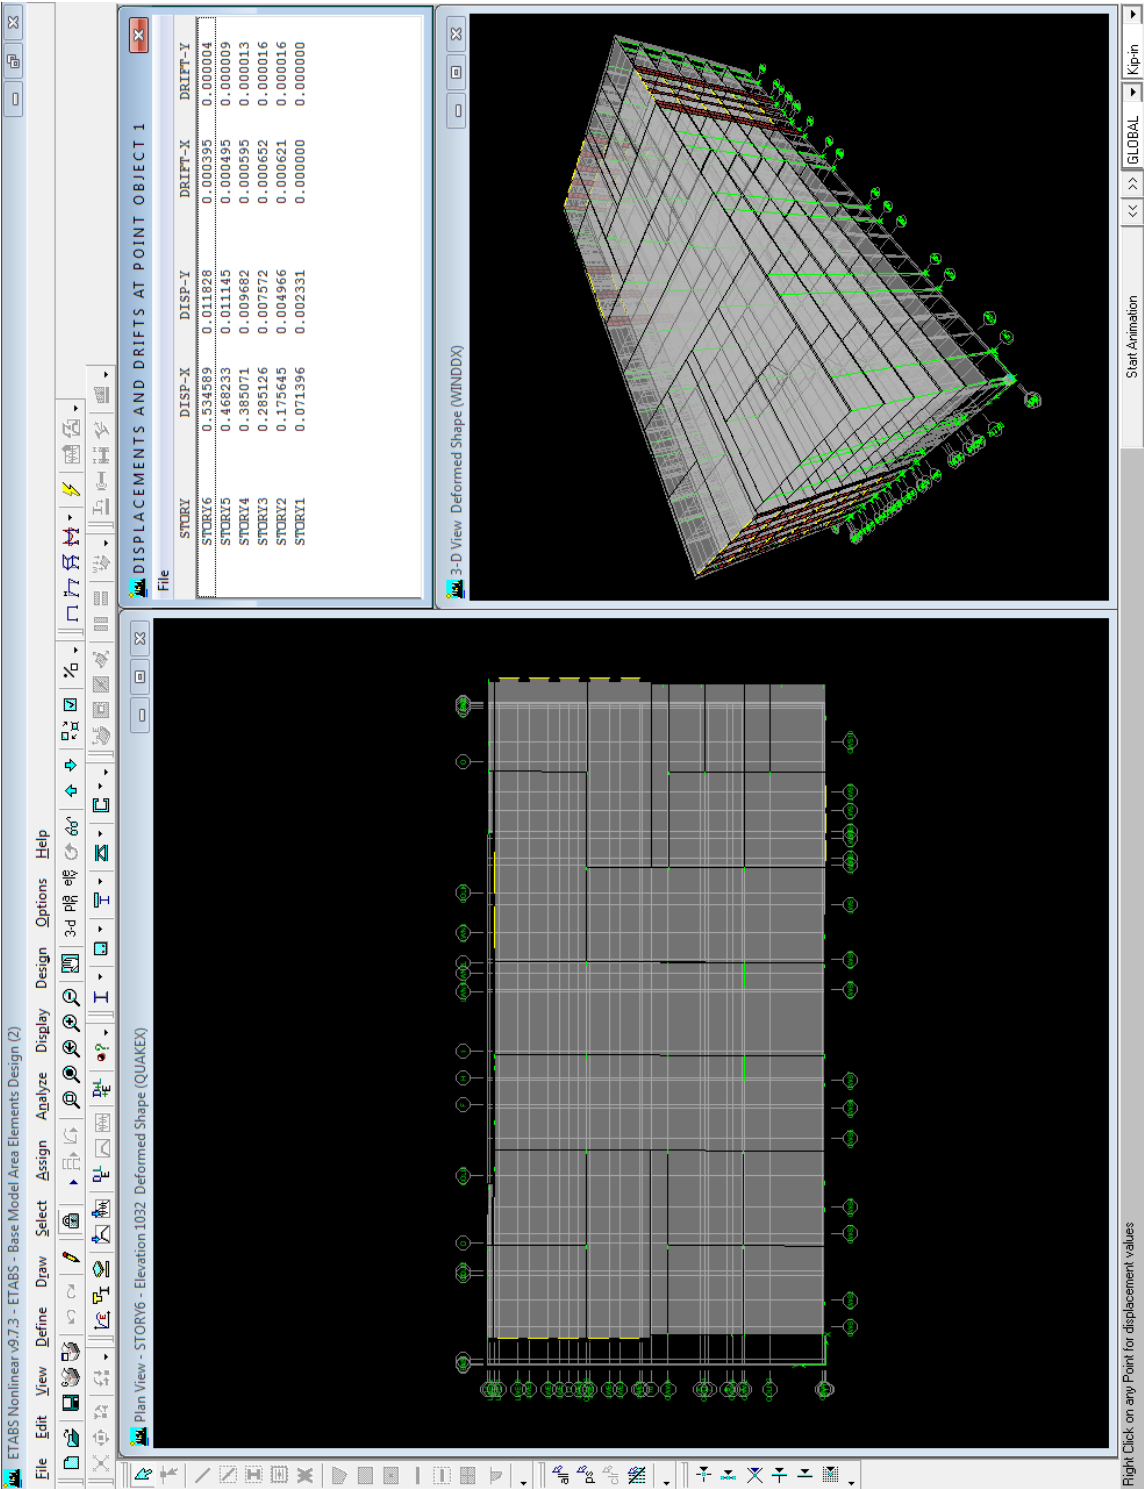 ETABS Nonlinear v9.7.3 - ETABS - Base Model Area Elements Design (2)
File Edit View Define Draw Select Assign Analyze Display Design Options Help
3-d
Plan View - STORY6 - Elevation 1032 Deformed Shape (QUAKEX)
DISPLACEMENTS AND DRIFTS AT POINT OBJECT 1
File
STORY DISP-X DISP-Y DRIFT-X DRIFT-Y
STORY6 0.534589 0.011828 0.000395 0.000004
STORY5 0.468233 0.011145 0.000495 0.000009
STORY4 0.385071 0.009682 0.000595 0.000013
STORY3 0.285126 0.007572 0.000652 0.000016
STORY2 0.175645 0.004966 0.000621 0.000016
STORY1 0.071396 0.002331 0.000000 0.000000
3-D View Deformed Shape (WINDDX)
all
ps
clr
Right Click on any Point for displacement values
Start Animation
<< >>
GLOBAL
Kip-in